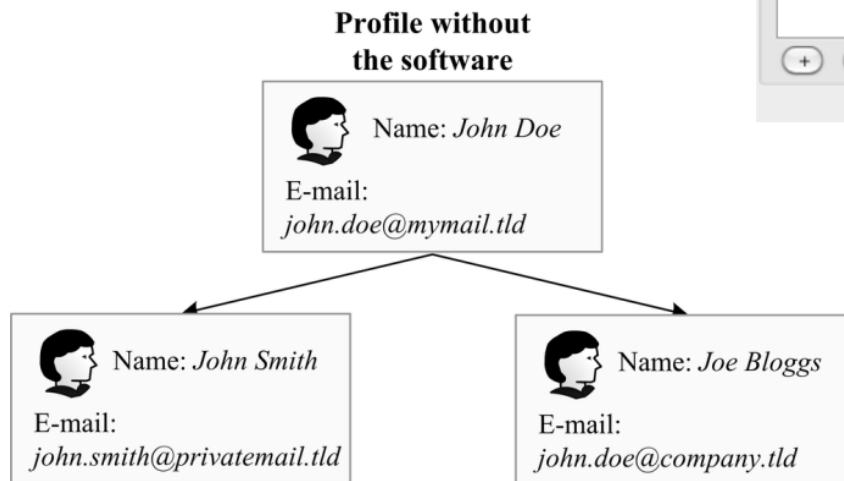 Profile without
the software
Name: John Doe
E-mail:
john.doe@mymail.tld
Name: John Smith
E-mail:
john.smith@privatemail.tld
Name: Joe Bloggs
E-mail:
john.doe@company.tld
+